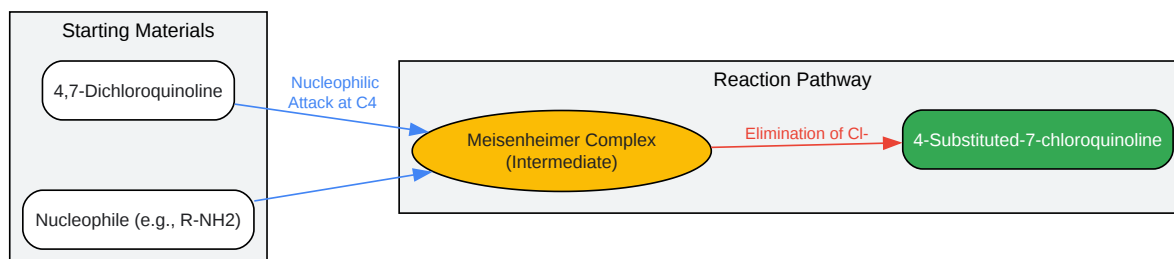 Starting Materials
4,7-Dichloroquinoline
Nucleophile (e.g., R-NH2)
Nucleophilic
Attack at C4
Reaction Pathway
Meisenheimer Complex
(Intermediate)
Elimination of Cl-
4-Substituted-7-chloroquinoline